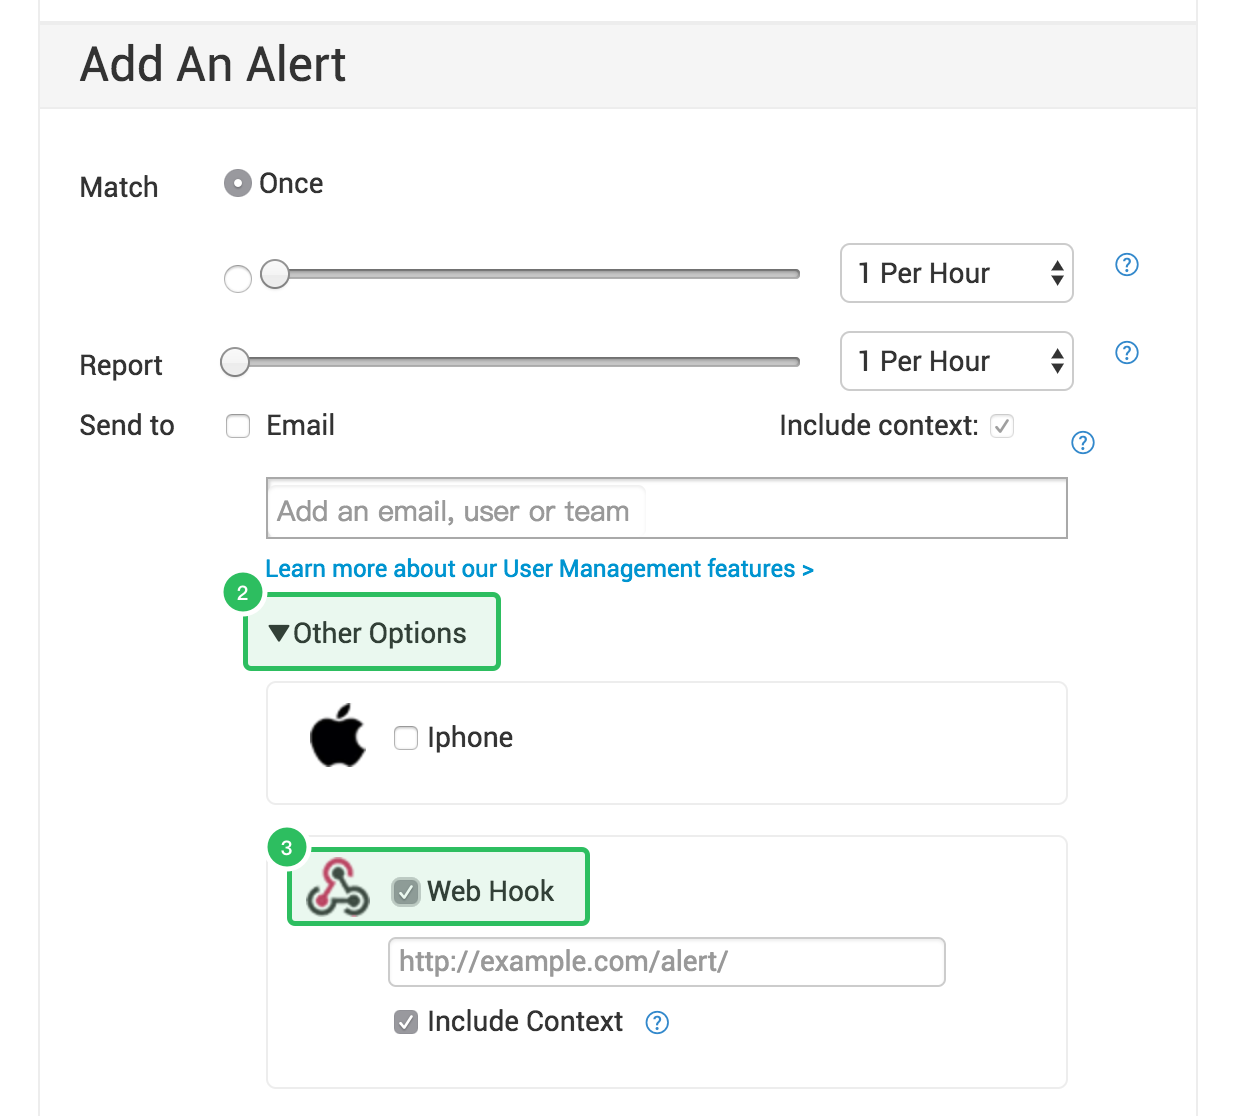 Add An Alert
Match Once
1 Per Hour ?
Report 1 Per Hour ?
Send to Email Include context: ?
Add an email, user or team
Learn more about our User Management features >
2
▼Other Options
Iphone
3
Web Hook
http://example.com/alert/
Include Context ?